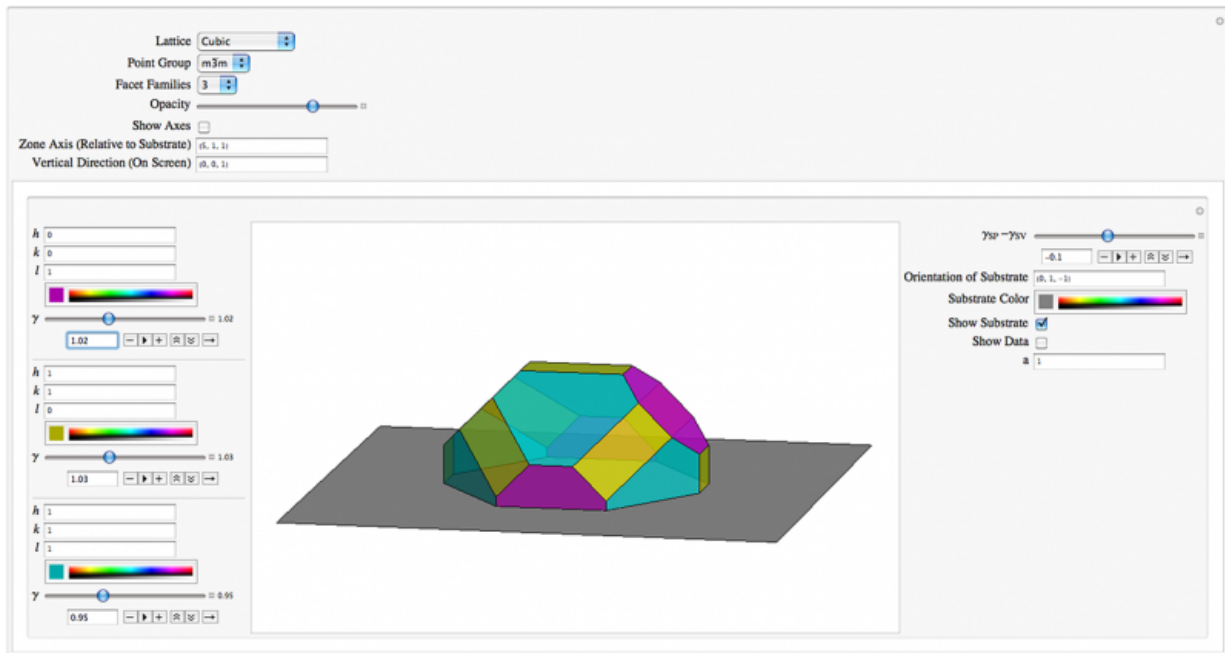 Lattice Cubic
Point Group m3̄m
Facet Families 3
Opacity
Show Axes
Zone Axis (Relative to Substrate) (5, 1, 1)
Vertical Direction (On Screen) (0, 0, 1)
h 0
k 0
l 1
γ 1.02
1.02
h 1
k 1
l 0
γ 1.03
1.03
h 1
k 1
l 1
γ 0.95
0.95
γSP −γSV
-0.1
Orientation of Substrate (0, 1, -1)
Substrate Color
Show Substrate
Show Data
a 1